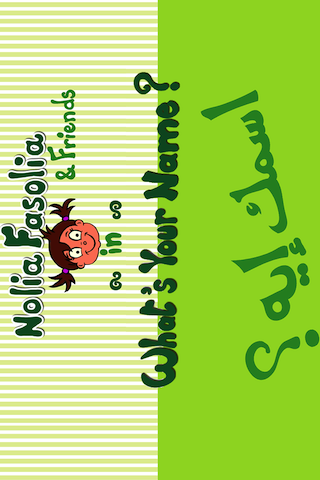 Nolia Fasolia
& Friends
in
What's Your Name?
اسمك إيه؟